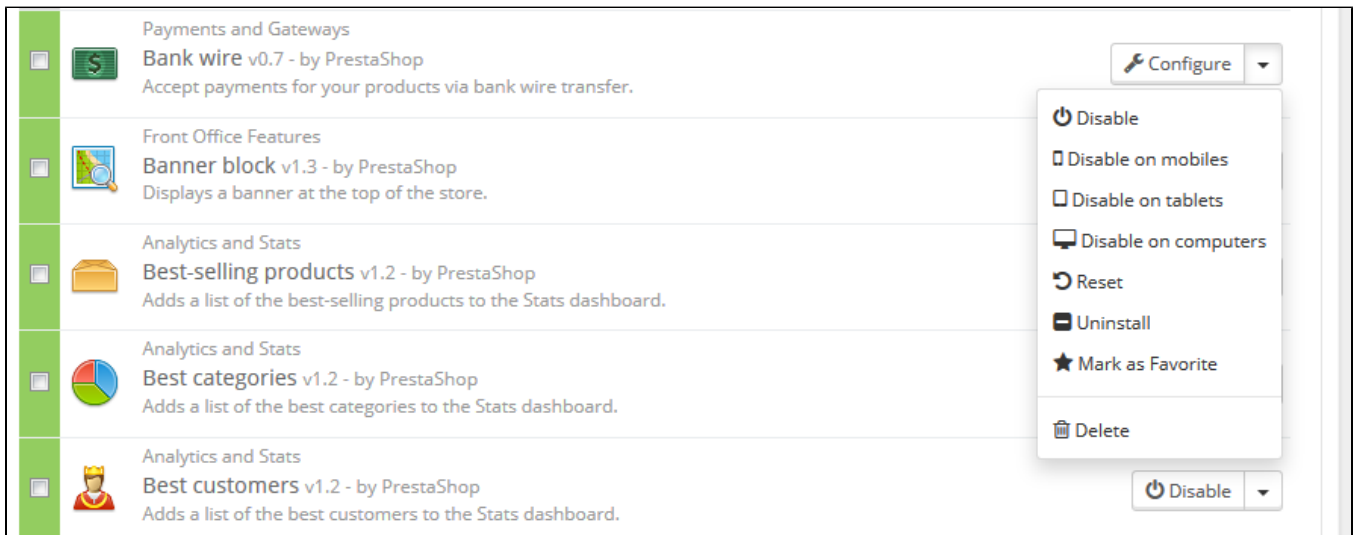 Payments and Gateways
Bank wire v0.7 - by PrestaShop
Accept payments for your products via bank wire transfer.
Configure
Disable
Disable on mobiles
Disable on tablets
Disable on computers
Reset
Uninstall
Mark as Favorite
Delete
Front Office Features
Banner block v1.3 - by PrestaShop
Displays a banner at the top of the store.
Analytics and Stats
Best-selling products v1.2 - by PrestaShop
Adds a list of the best-selling products to the Stats dashboard.
Analytics and Stats
Best categories v1.2 - by PrestaShop
Adds a list of the best categories to the Stats dashboard.
Analytics and Stats
Best customers v1.2 - by PrestaShop
Adds a list of the best customers to the Stats dashboard.
Disable